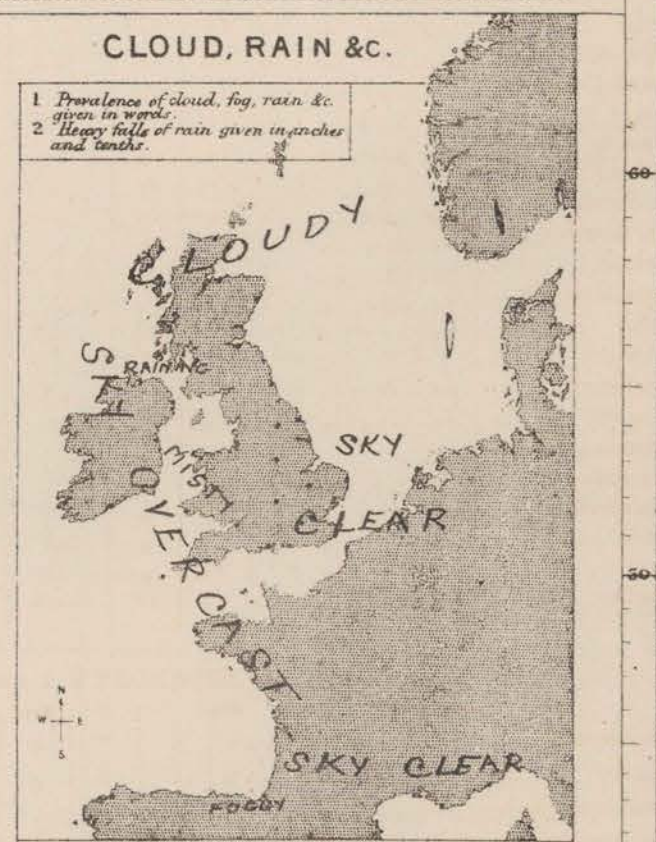 CLOUD, RAIN &c.
1 Prevalence of cloud, fog, rain &c.
given in words.
2 Heavy falls of rain given in inches
and tenths.
60
CLOUDY
SKY
RAINING
SKY
MISTY
OVERCAST
CLEAR
50
N
W E
S
SKY CLEAR
FOGGY